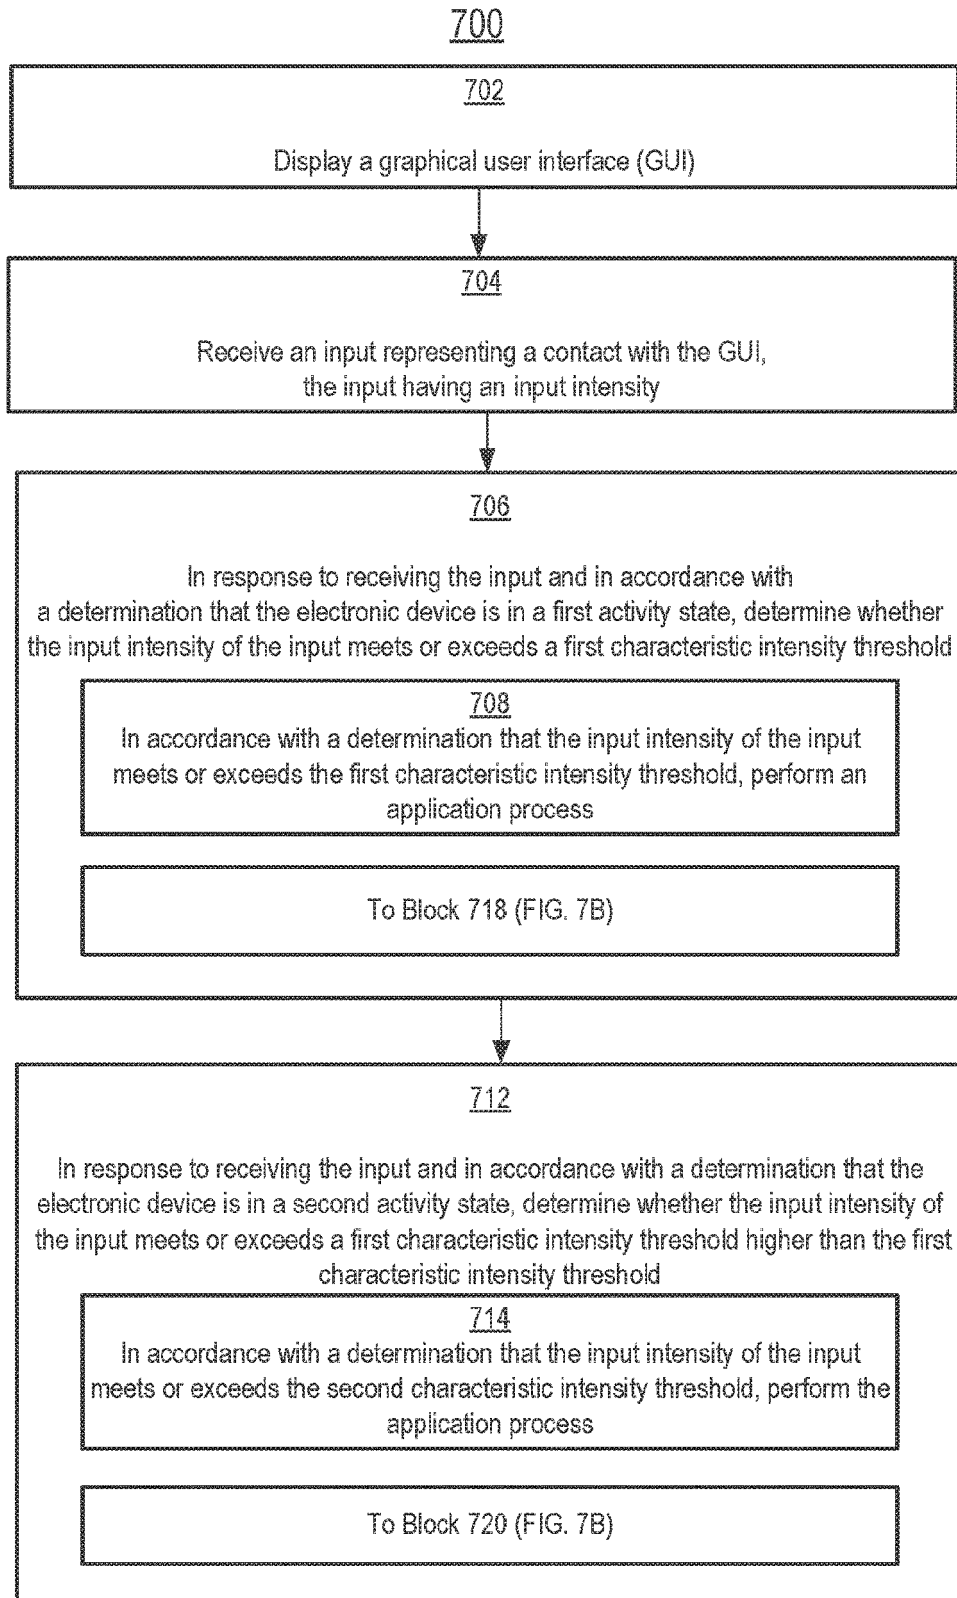 700
702
Display a graphical user interface (GUI)
704
Receive an input representing a contact with the GUI,
the input having an input intensity
706
In response to receiving the input and in accordance with
a determination that the electronic device is in a first activity state, determine whether
the input intensity of the input meets or exceeds a first characteristic intensity threshold
708
In accordance with a determination that the input intensity of the input
meets or exceeds the first characteristic intensity threshold, perform an
application process
To Block 718 (FIG. 7B)
712
In response to receiving the input and in accordance with a determination that the
electronic device is in a second activity state, determine whether the input intensity of
the input meets or exceeds a first characteristic intensity threshold higher than the first
characteristic intensity threshold
714
In accordance with a determination that the input intensity of the input
meets or exceeds the second characteristic intensity threshold, perform the
application process
To Block 720 (FIG. 7B)